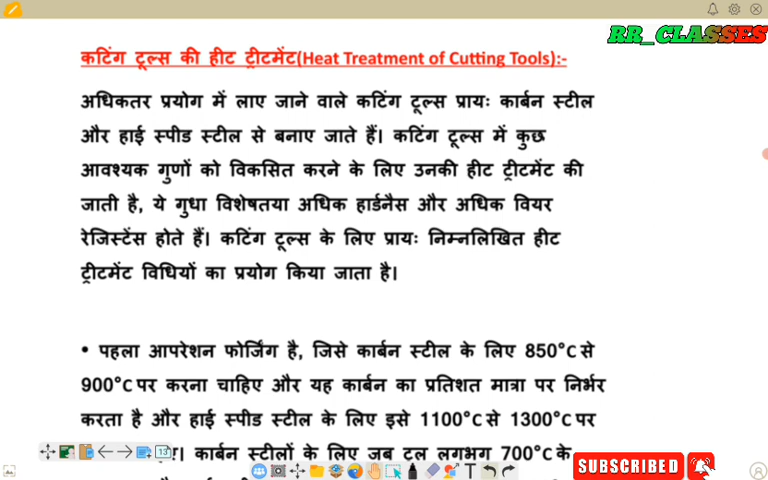 RR_CLASSES
कटिंग टूल्स की हीट ट्रीटमेंट(Heat Treatment of Cutting Tools):-
अधिकतर प्रयोग में लाए जाने वाले कटिंग टूल्स प्रायः कार्बन स्टील
और हाई स्पीड स्टील से बनाए जाते हैं। कटिंग टूल्स में कुछ
आवश्यक गुणों को विकसित करने के लिए उनकी हीट ट्रीटमेंट की
जाती है, ये गुधा विशेषतया अधिक हार्डनैस और अधिक वियर
रेजिस्टेंस होते हैं। कटिंग टूल्स के लिए प्रायः निम्नलिखित हीट
ट्रीटमेंट विधियों का प्रयोग किया जाता है।
• पहला आपरेशन फोर्जिंग है, जिसे कार्बन स्टील के लिए 850°C से
900°C पर करना चाहिए और यह कार्बन का प्रतिशत मात्रा पर निर्भर
करता है और हाई स्पीड स्टील के लिए इसे 1100°C से 1300°C पर
कार्बन स्टीलों के लिए जब टूल लगभग 700°C के
13
SUBSCRIBED